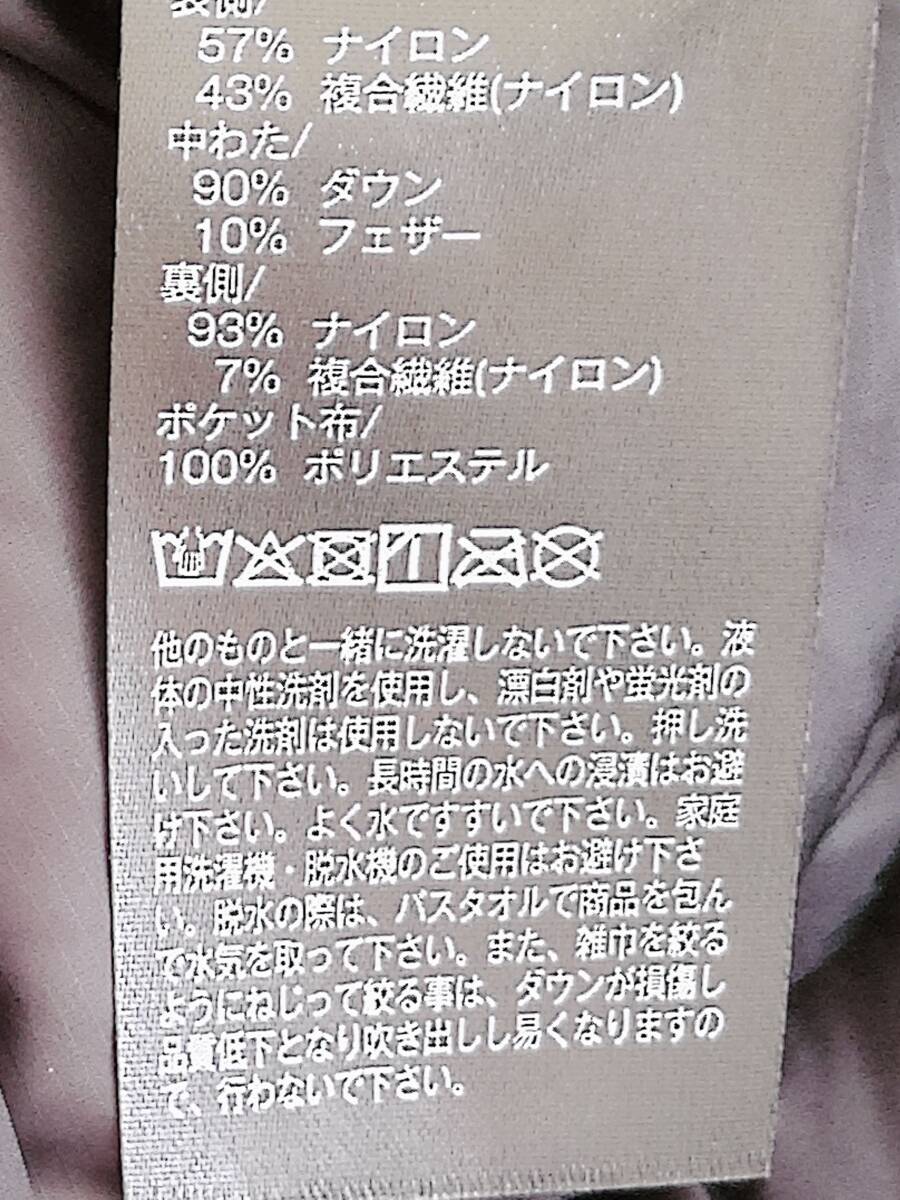 表側/
57% ナイロン
43% 複合繊維(ナイロン)
中わた/
90% ダウン
10% フェザー
裏側/
93% ナイロン
7% 複合繊維(ナイロン)
ポケット布/
100% ポリエステル
他のものと一緒に洗濯しないで下さい。液
体の中性洗剤を使用し、漂白剤や蛍光剤の
入った洗剤は使用しないで下さい。押し洗
いして下さい。長時間の水への浸漬はお避
け下さい。よく水ですすいで下さい。家庭
用洗濯機・脱水機のご使用はお避け下さ
い。脱水の際は、バスタオルで商品を包ん
で水気を取って下さい。また、雑巾を絞る
ようにねじって絞る事は、ダウンが損傷し
品質低下となり吹き出しし易くなりますの
で、行わないで下さい。